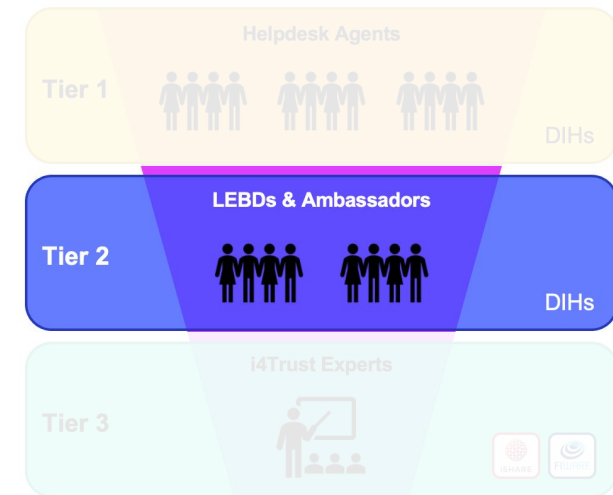 Helpdesk Agents
Tier 1
DIHs
LEBDs & Ambassadors
Tier 2
DIHs
i4Trust Experts
Tier 3
iSHARE
FIWARE